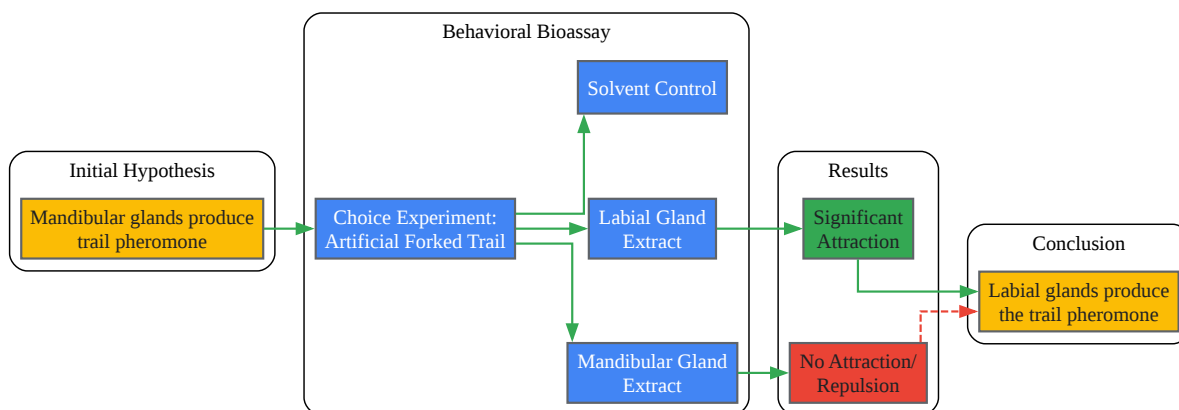 Behavioral Bioassay
Solvent Control
Initial Hypothesis
Mandibular glands produce
trail pheromone
Choice Experiment:
Artificial Forked Trail
Labial Gland
Extract
Mandibular Gland
Extract
Results
Significant
Attraction
No Attraction/
Repulsion
Conclusion
Labial glands produce
the trail pheromone